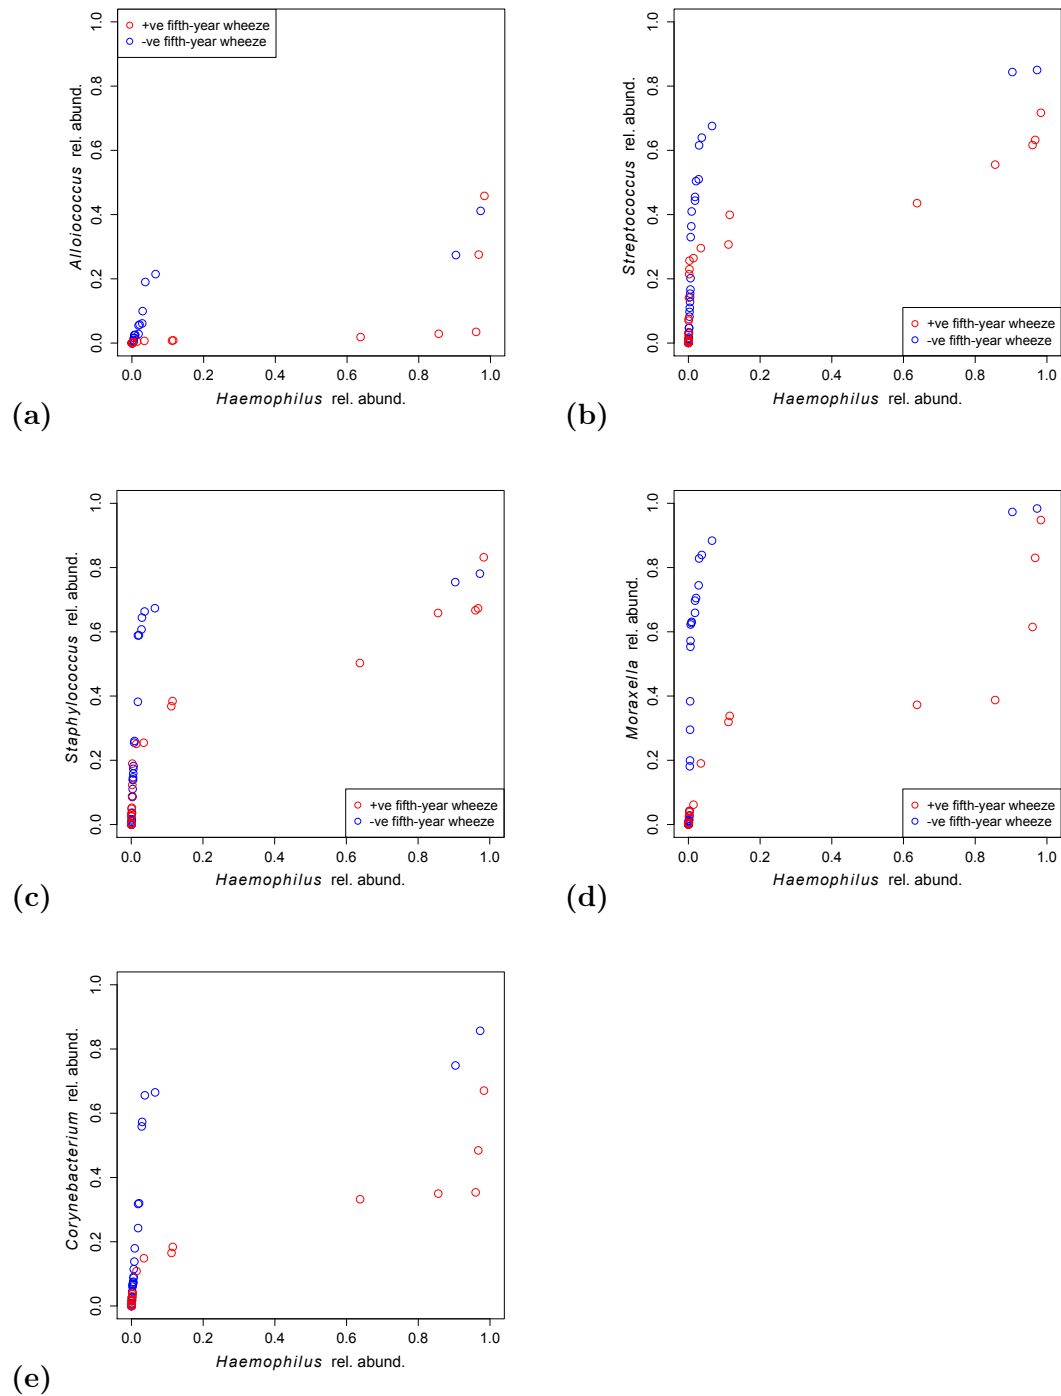 +ve fifth-year wheeze
-ve fifth-year wheeze
Alloiococcus rel. abund.
0.0 0.2 0.4 0.6 0.8 1.0
0.0 0.2 0.4 0.6 0.8 1.0
Haemophilus rel. abund.
(a)
Streptococcus rel. abund.
0.0 0.2 0.4 0.6 0.8 1.0
+ve fifth-year wheeze
-ve fifth-year wheeze
0.0 0.2 0.4 0.6 0.8 1.0
Haemophilus rel. abund.
(b)
Staphylococcus rel. abund.
0.0 0.2 0.4 0.6 0.8 1.0
+ve fifth-year wheeze
-ve fifth-year wheeze
0.0 0.2 0.4 0.6 0.8 1.0
Haemophilus rel. abund.
(c)
Moraxella rel. abund.
0.0 0.2 0.4 0.6 0.8 1.0
+ve fifth-year wheeze
-ve fifth-year wheeze
0.0 0.2 0.4 0.6 0.8 1.0
Haemophilus rel. abund.
(d)
Corynebacterium rel. abund.
0.0 0.2 0.4 0.6 0.8 1.0
0.0 0.2 0.4 0.6 0.8 1.0
Haemophilus rel. abund.
(e)